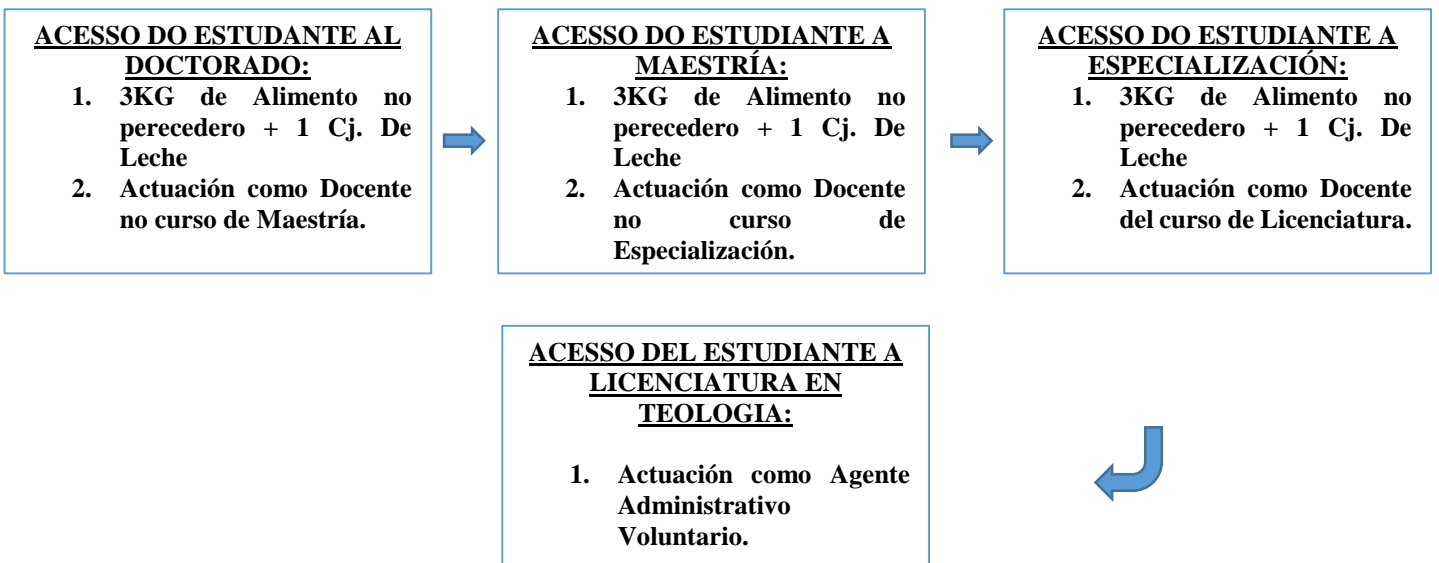 ACESSO DO ESTUDANTE AL
DOCTORADO:
1. 3KG de Alimento no
perecedero + 1 Cj. De
Leche
2. Actuación como Docente
no curso de Maestría.
ACESSO DO ESTUDIANTE A
MAESTRÍA:
1. 3KG de Alimento no
perecedero + 1 Cj. De
Leche
2. Actuación como Docente
no curso de
Especialização.
ACESSO DO ESTUDIANTE A
ESPECIALIZACIÓN:
1. 3KG de Alimento no
perecedero + 1 Cj. De
Leche
2. Actuación como Docente
del curso de Licenciatura.
ACESSO DEL ESTUDIANTE A
LICENCIATURA EN
TEOLOGIA:
1. Actuación como Agente
Administrativo
Voluntario.